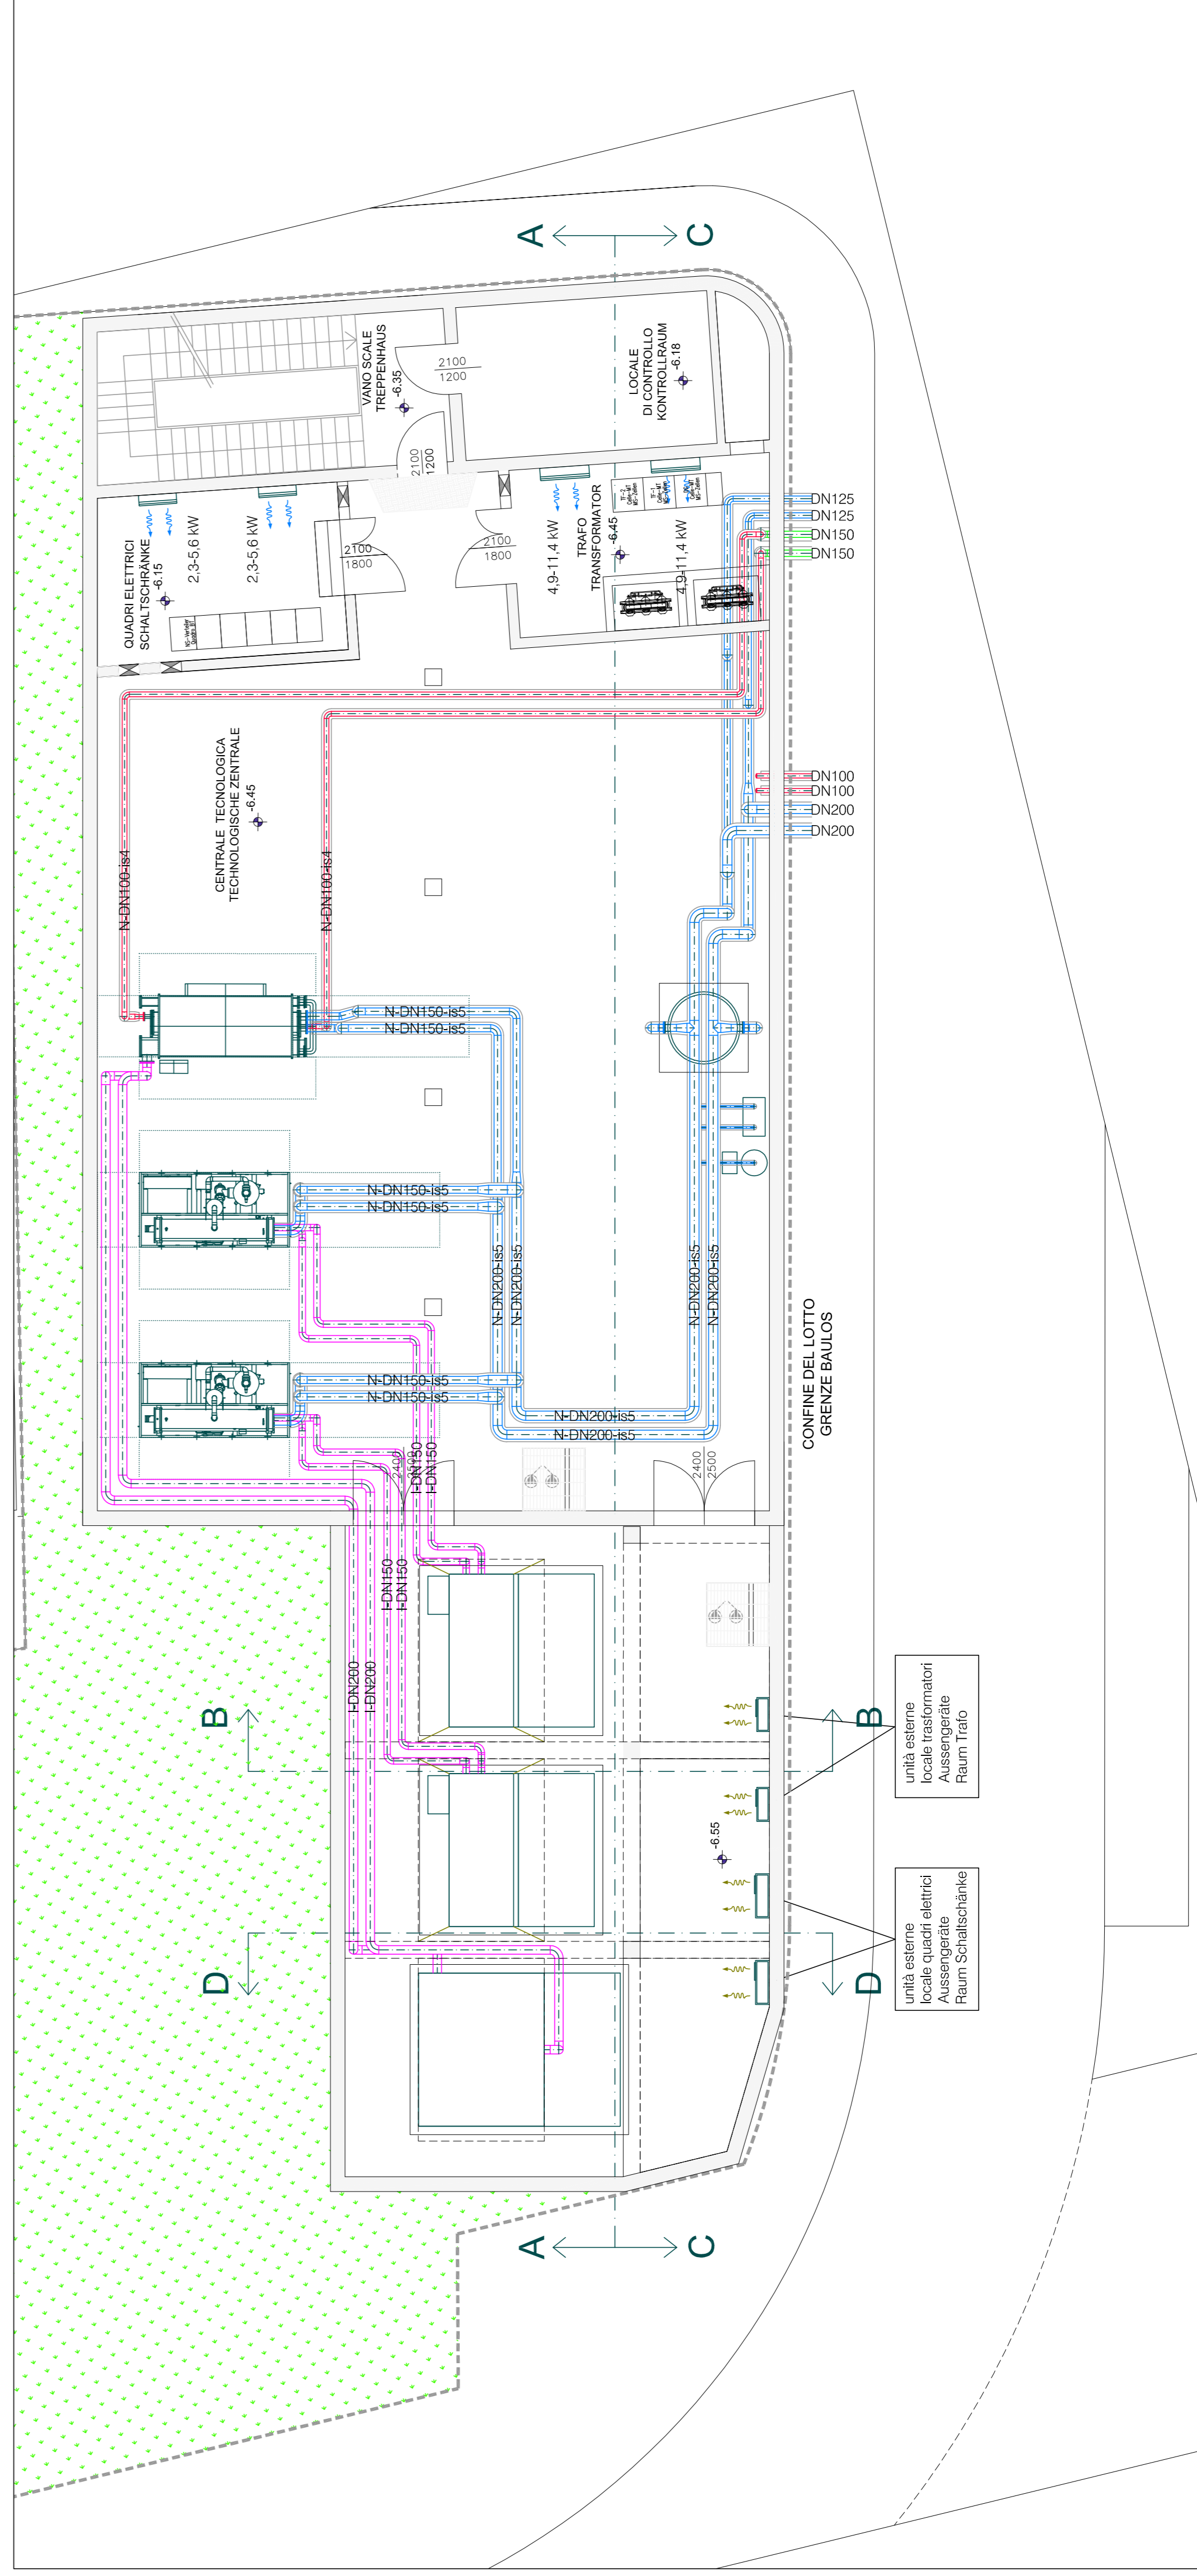 A
C
VANO SCALE
TREPPENHAUS
-6.35
2100
1200
LOCALE
DI CONTROLLO
KONTROLLRAUM
-6.18
2100
1200
QUADRI ELETTRICI
SCHALTSCHRÄNKE
-6.15
2,3-5,6 kW
2,3-5,6 kW
2100
1800
2100
1800
4,9-11,4 kW
TRAFO
TRANSFORMATOR
-6.45
4,9-11,4 kW
TF-2
TF-1
DN125
DN125
DN150
DN150
CENTRALE TECNOLOGICA
TECHNOLOGISCHE ZENTRALE
-6.45
DN100
DN100
DN200
DN200
N-DN100-is4
N-DN100-is4
N-DN150-is5
N-DN150-is5
N-DN150-is5
N-DN150-is5
N-DN200-is5
N-DN200-is5
N-DN200-is5
N-DN200-is5
N-DN150-is5
N-DN150-is5
N-DN200-is5
N-DN200-is5
CONFINE DEL LOTTO
GRENZE BAULOS
2400
2500
I-DN150
I-DN150
2400
2500
I-DN150
I-DN150
I-DN200
I-DN200
B
B
unità esterne
locale trasformatori
Aussengeräte
Raum Trafo
-6.55
D
D
unità esterne
locale quadri elettrici
Aussengeräte
Raum Schaltschänke
A
C